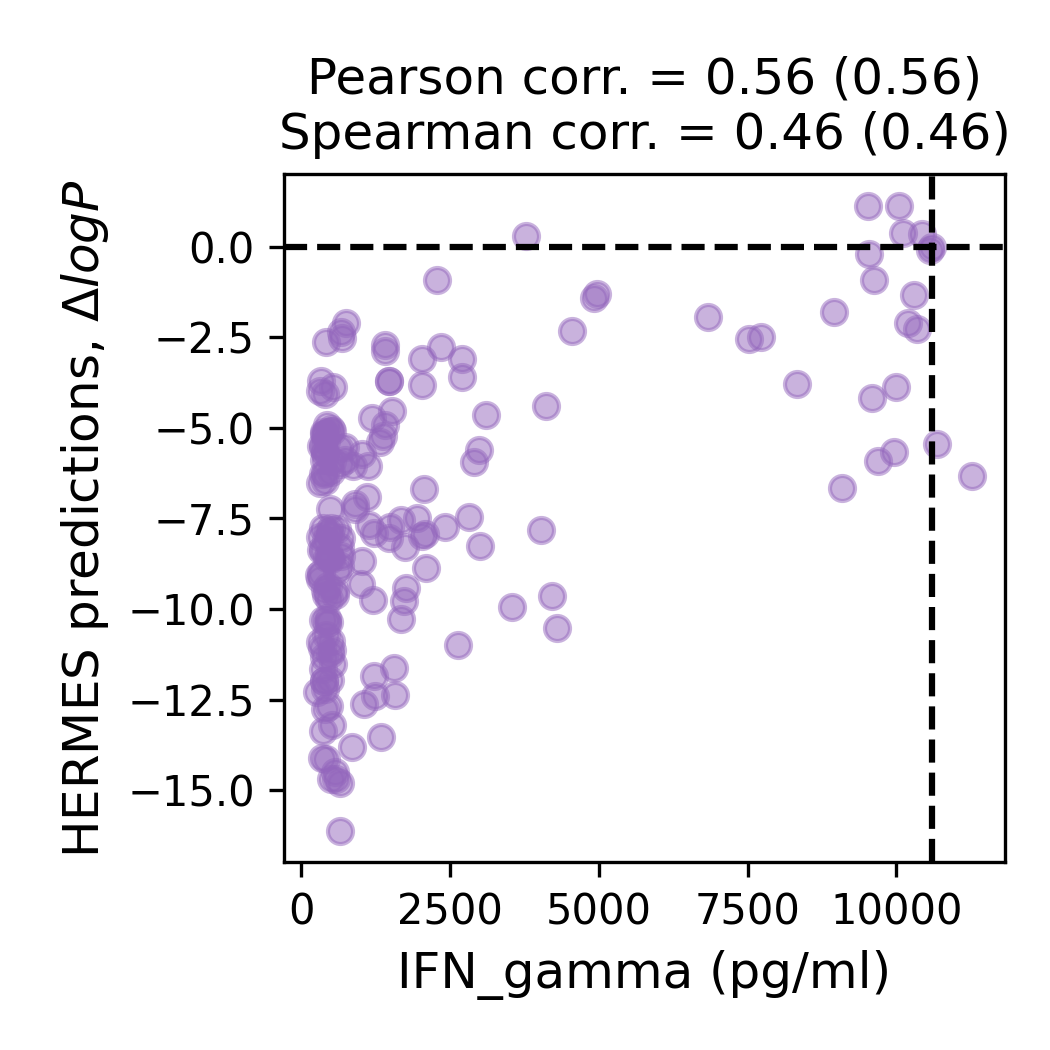 Pearson corr. = 0.56 (0.56)
Spearman corr. = 0.46 (0.46)
HERMES predictions, ΔlogP
0.0
−2.5
−5.0
−7.5
−10.0
−12.5
−15.0
0 2500 5000 7500 10000
IFN_gamma (pg/ml)